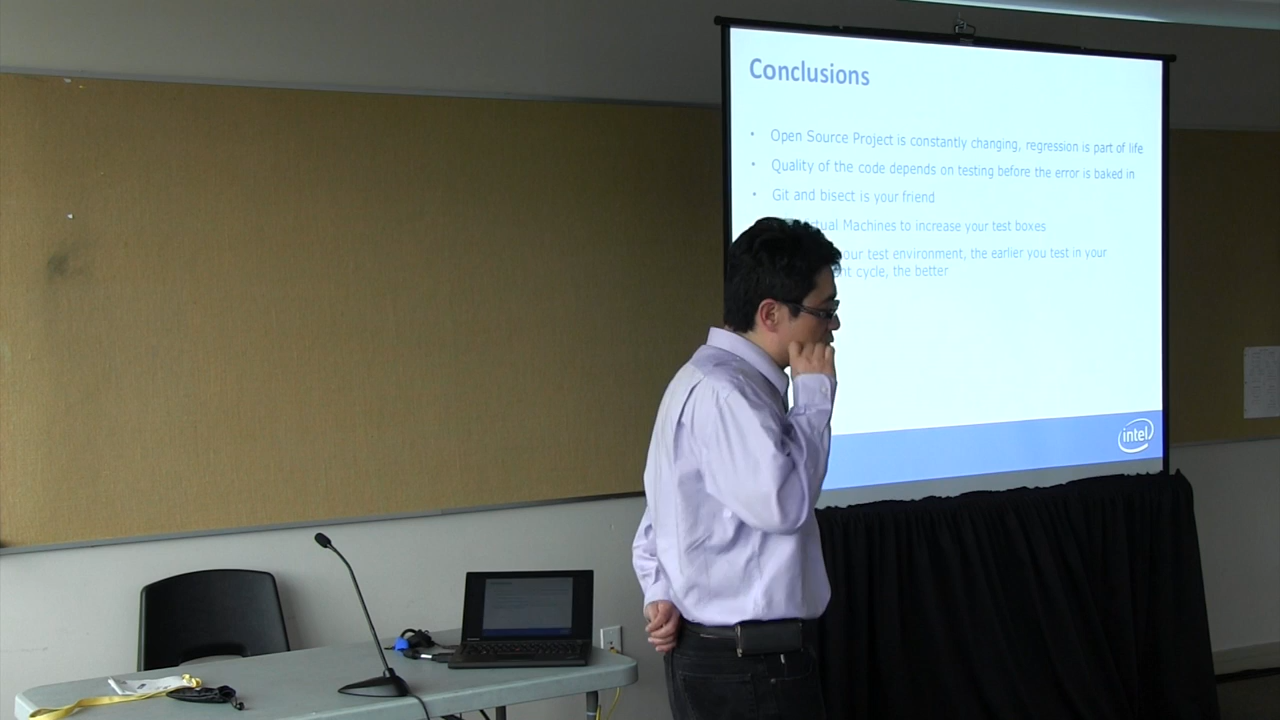 Conclusions
• Open Source Project is constantly changing, regression is part of life
• Quality of the code depends on testing before the error is baked in
• Git and bisect is your friend
Machines to increase your test boxes
test environment, the earlier you test in your
cycle, the better
intel